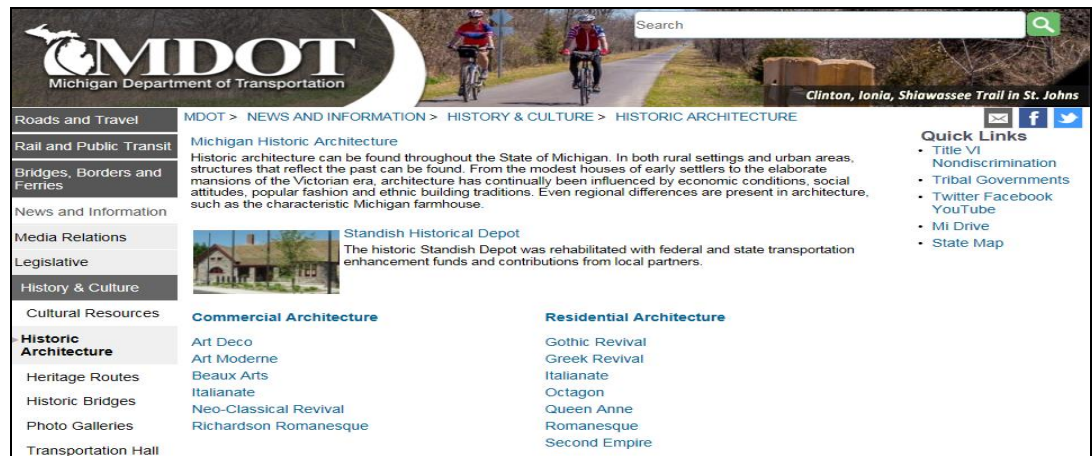 Search
MDOT
Michigan Department of Transportation
Clinton, Ionia, Shiawassee Trail in St. Johns
Roads and Travel
Rail and Public Transit
Bridges, Borders and
Ferries
News and Information
Media Relations
Legislative
History & Culture
Cultural Resources
Historic
Architecture
Heritage Routes
Historic Bridges
Photo Galleries
Transportation Hall
MDOT > NEWS AND INFORMATION > HISTORY & CULTURE > HISTORIC ARCHITECTURE
Michigan Historic Architecture
Historic architecture can be found throughout the State of Michigan. In both rural settings and urban areas,
structures that reflect the past can be found. From the modest houses of early settlers to the elaborate
mansions of the Victorian era, architecture has continually been influenced by economic conditions, social
attitudes, popular fashion and ethnic building traditions. Even regional differences are present in architecture,
such as the characteristic Michigan farmhouse.
Standish Historical Depot
The historic Standish Depot was rehabilitated with federal and state transportation
enhancement funds and contributions from local partners.
Commercial Architecture
Art Deco
Art Moderne
Beaux Arts
Italianate
Neo-Classical Revival
Richardson Romanesque
Residential Architecture
Gothic Revival
Greek Revival
Italianate
Octagon
Queen Anne
Romanesque
Second Empire
Quick Links
• Title VI
Nondiscrimination
• Tribal Governments
• Twitter Facebook
YouTube
• Mi Drive
• State Map